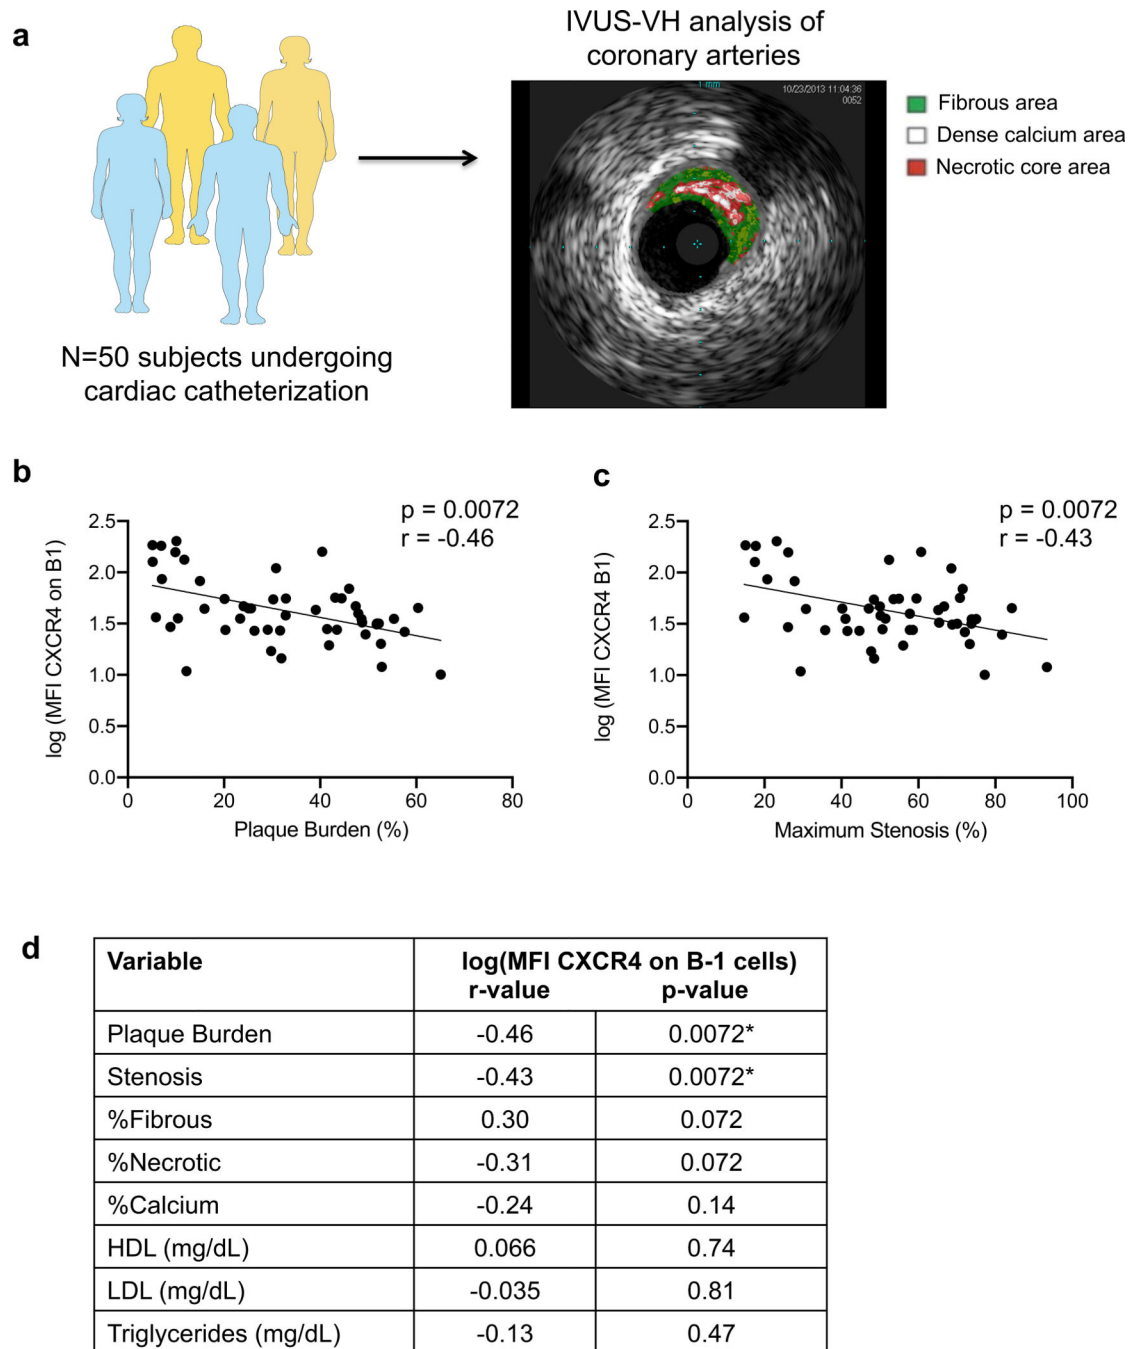 a
IVUS-VH analysis of
coronary arteries
1 mm
10/23/2013 11:04:36
0052
Fibrous area
Dense calcium area
Necrotic core area
N=50 subjects undergoing
cardiac catheterization
b
p = 0.0072
r = -0.46
log (MFI CXCR4 on B1)
2.5
2.0
1.5
1.0
0.5
0.0
0 20 40 60 80
Plaque Burden (%)
c
p = 0.0072
r = -0.43
log (MFI CXCR4 B1)
2.5
2.0
1.5
1.0
0.5
0.0
0 20 40 60 80 100
Maximum Stenosis (%)
d
Variable log(MFI CXCR4 on B-1 cells)
r-value p-value
Plaque Burden -0.46 0.0072*
Stenosis -0.43 0.0072*
%Fibrous 0.30 0.072
%Necrotic -0.31 0.072
%Calcium -0.24 0.14
HDL (mg/dL) 0.066 0.74
LDL (mg/dL) -0.035 0.81
Triglycerides (mg/dL) -0.13 0.47